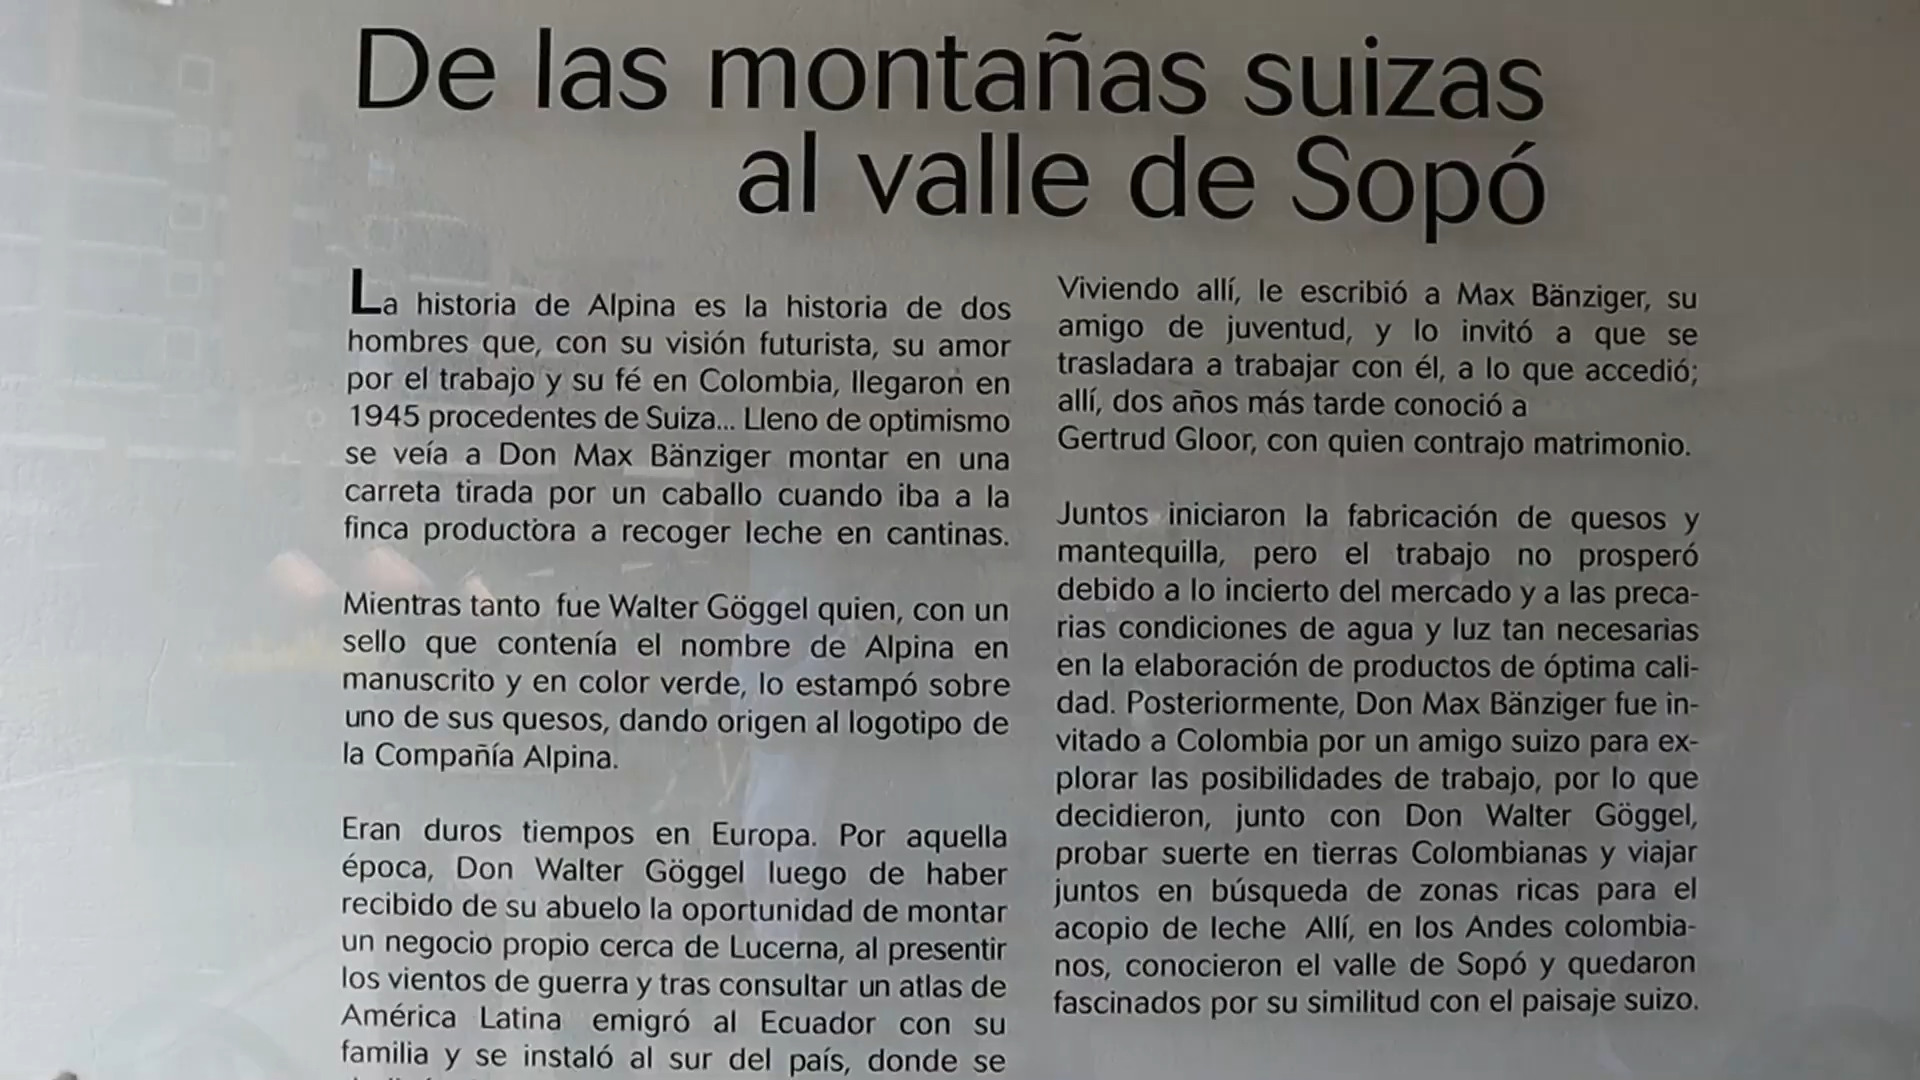 De las montañas suizas
al valle de Sopó
La historia de Alpina es la historia de dos
hombres que, con su visión futurista, su amor
por el trabajo y su fé en Colombia, llegaron en
1945 procedentes de Suiza... Lleno de optimismo
se veía a Don Max Bänziger montar en una
carreta tirada por un caballo cuando iba a la
finca productora a recoger leche en cantinas.
Mientras tanto fue Walter Göggel quien, con un
sello que contenía el nombre de Alpina en
manuscrito y en color verde, lo estampó sobre
uno de sus quesos, dando origen al logotipo de
la Compañía Alpina.
Eran duros tiempos en Europa. Por aquella
época, Don Walter Göggel luego de haber
recibido de su abuelo la oportunidad de montar
un negocio propio cerca de Lucerna, al presentir
los vientos de guerra y tras consultar un atlas de
América Latina emigró al Ecuador con su
familia y se instaló al sur del país, donde se
Viviendo allí, le escribió a Max Bänziger, su
amigo de juventud, y lo invitó a que se
trasladara a trabajar con él, a lo que accedió;
allí, dos años más tarde conoció a
Gertrud Gloor, con quien contrajo matrimonio.
Juntos iniciaron la fabricación de quesos y
mantequilla, pero el trabajo no prosperó
debido a lo incierto del mercado y a las preca-
rias condiciones de agua y luz tan necesarias
en la elaboración de productos de óptima cali-
dad. Posteriormente, Don Max Bänziger fue in-
vitado a Colombia por un amigo suizo para ex-
plorar las posibilidades de trabajo, por lo que
decidieron, junto con Don Walter Göggel,
probar suerte en tierras Colombianas y viajar
juntos en búsqueda de zonas ricas para el
acopio de leche Allí, en los Andes colombia-
nos, conocieron el valle de Sopó y quedaron
fascinados por su similitud con el paisaje suizo.